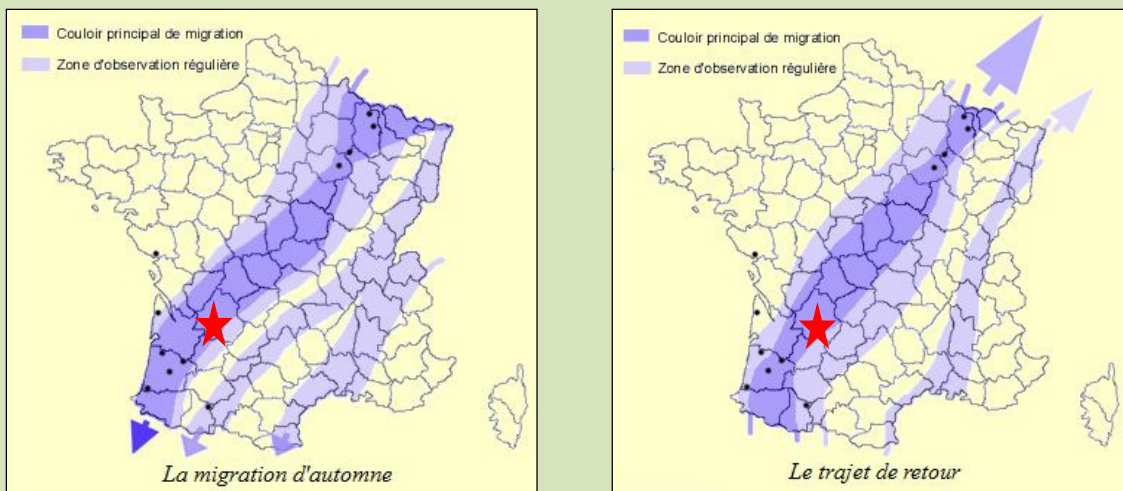 Couloir principal de migration
Zone d'observation régulière
La migration d'automne
Couloir principal de migration
Zone d'observation régulière
Le trajet de retour